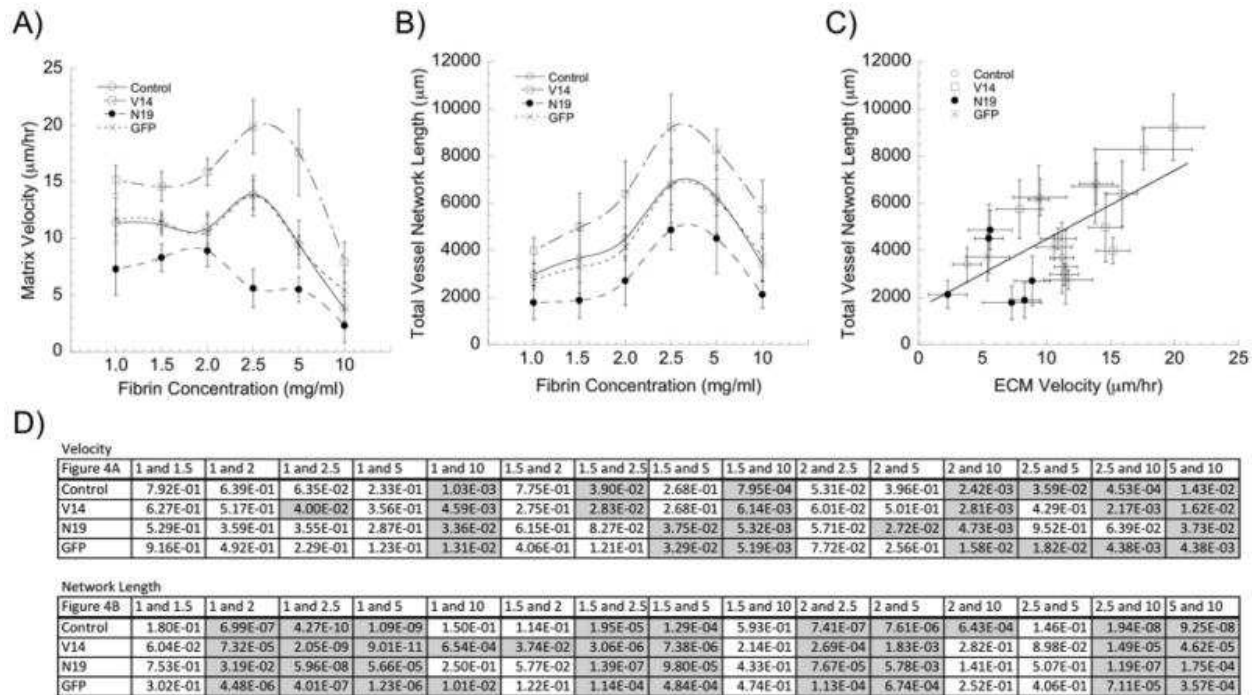 A)
B)
C)
25
20
15
10
5
0
Matrix Velocity (μm/hr)
Control
V14
N19
GFP
1.0 1.5 2.0 2.5 5 10
Fibrin Concentration (mg/ml)
12000
10000
8000
6000
4000
2000
0
Total Vessel Network Length (μm)
Control
V14
N19
GFP
1.0 1.5 2.0 2.5 5 10
Fibrin Concentration (mg/ml)
12000
10000
8000
6000
4000
2000
0
Total Vessel Network Length (μm)
Control
V14
N19
GFP
0 5 10 15 20 25
ECM Velocity (μm/hr)
D)
Velocity
Figure 4A 1 and 1.5 1 and 2 1 and 2.5 1 and 5 1 and 10 1.5 and 2 1.5 and 2.5 1.5 and 5 1.5 and 10 2 and 2.5 2 and 5 2 and 10 2.5 and 5 2.5 and 10 5 and 10
Control 7.92E-01 6.39E-01 6.35E-02 2.33E-01 1.03E-03 7.75E-01 3.90E-02 2.68E-01 7.95E-04 5.31E-02 3.96E-01 2.42E-03 3.59E-02 4.53E-04 1.43E-02
V14 6.27E-01 5.17E-01 4.00E-02 3.56E-01 4.59E-03 2.75E-01 2.83E-02 2.68E-01 6.14E-03 6.01E-02 5.01E-01 2.81E-03 4.29E-01 2.17E-03 1.62E-02
N19 5.29E-01 3.59E-01 3.55E-01 2.87E-01 3.36E-02 6.15E-01 8.27E-02 3.75E-02 5.32E-03 5.71E-02 2.72E-02 4.73E-03 9.52E-01 6.39E-02 3.73E-02
GFP 9.16E-01 4.92E-01 2.29E-01 1.23E-01 1.31E-02 4.06E-01 1.21E-01 3.29E-02 5.19E-03 7.72E-02 2.56E-01 1.58E-02 1.82E-02 4.38E-03 4.38E-03
Network Length
Figure 4B 1 and 1.5 1 and 2 1 and 2.5 1 and 5 1 and 10 1.5 and 2 1.5 and 2.5 1.5 and 5 1.5 and 10 2 and 2.5 2 and 5 2 and 10 2.5 and 5 2.5 and 10 5 and 10
Control 1.80E-01 6.99E-07 4.27E-10 1.09E-09 1.50E-01 1.14E-01 1.95E-05 1.29E-04 5.93E-01 7.41E-07 7.61E-06 6.43E-04 1.46E-01 1.94E-08 9.25E-08
V14 6.04E-02 7.32E-05 2.05E-09 9.01E-11 6.54E-04 3.74E-02 3.06E-06 7.38E-06 2.14E-01 2.69E-04 1.83E-03 2.82E-01 8.98E-02 1.49E-05 4.62E-05
N19 7.53E-01 3.19E-02 5.96E-08 5.66E-05 2.50E-01 5.77E-02 1.39E-07 9.80E-05 4.33E-01 7.67E-05 5.78E-03 1.41E-01 5.07E-01 1.19E-07 1.75E-04
GFP 3.02E-01 4.48E-06 4.01E-07 1.23E-06 1.01E-02 1.22E-01 1.14E-04 4.84E-04 4.74E-01 1.13E-04 6.74E-04 2.52E-01 4.06E-01 7.11E-05 3.57E-04